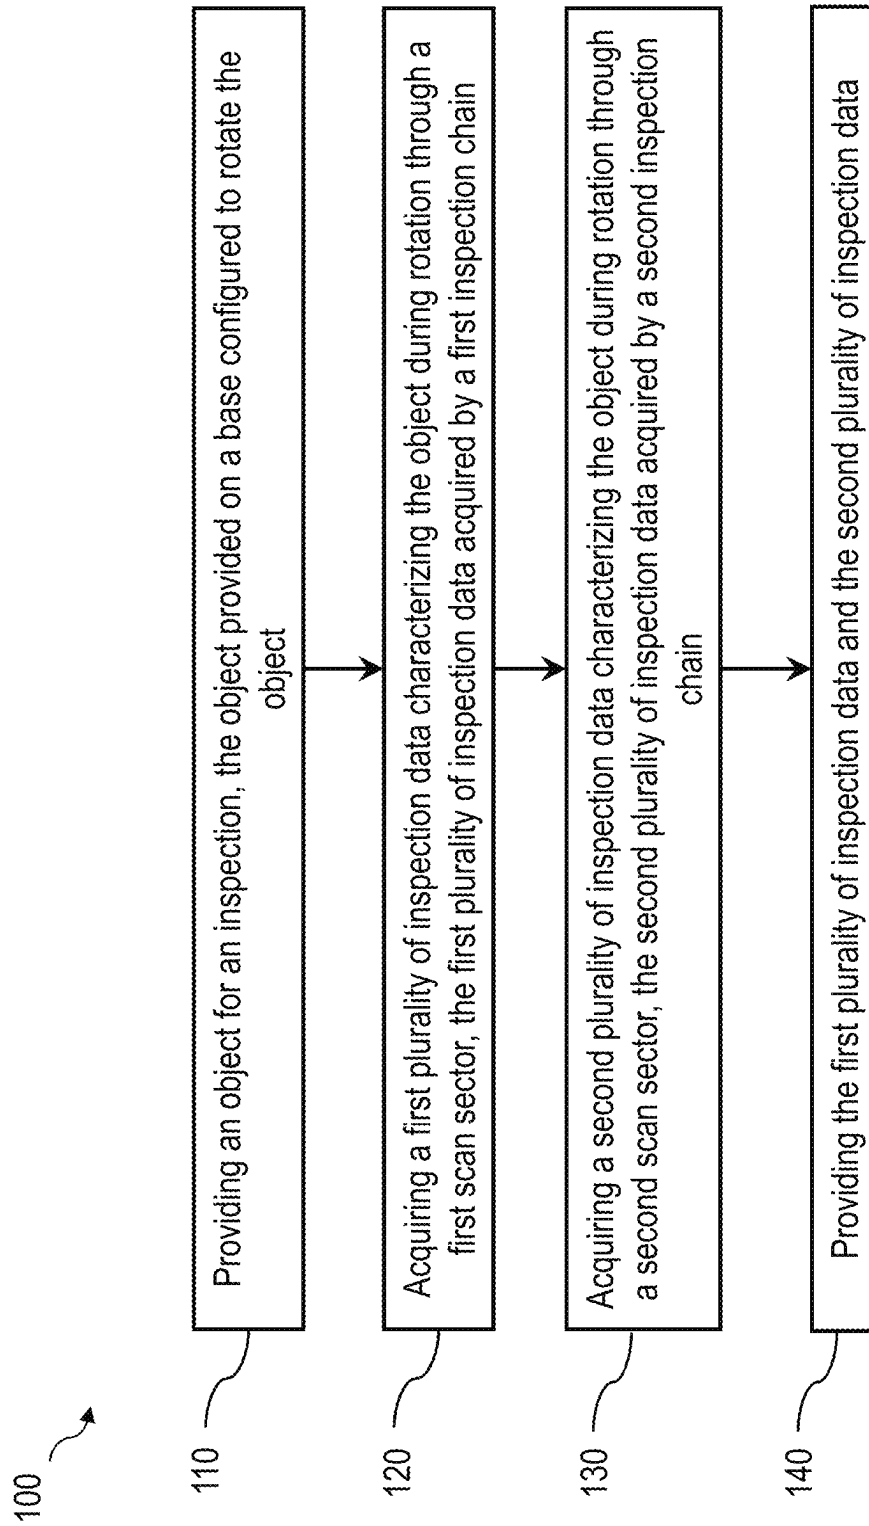 100
110
Providing an object for an inspection, the object provided on a base configured to rotate the
object
120
Acquiring a first plurality of inspection data characterizing the object during rotation through a
first scan sector, the first plurality of inspection data acquired by a first inspection chain
130
Acquiring a second plurality of inspection data characterizing the object during rotation through
a second scan sector, the second plurality of inspection data acquired by a second inspection
chain
140
Providing the first plurality of inspection data and the second plurality of inspection data